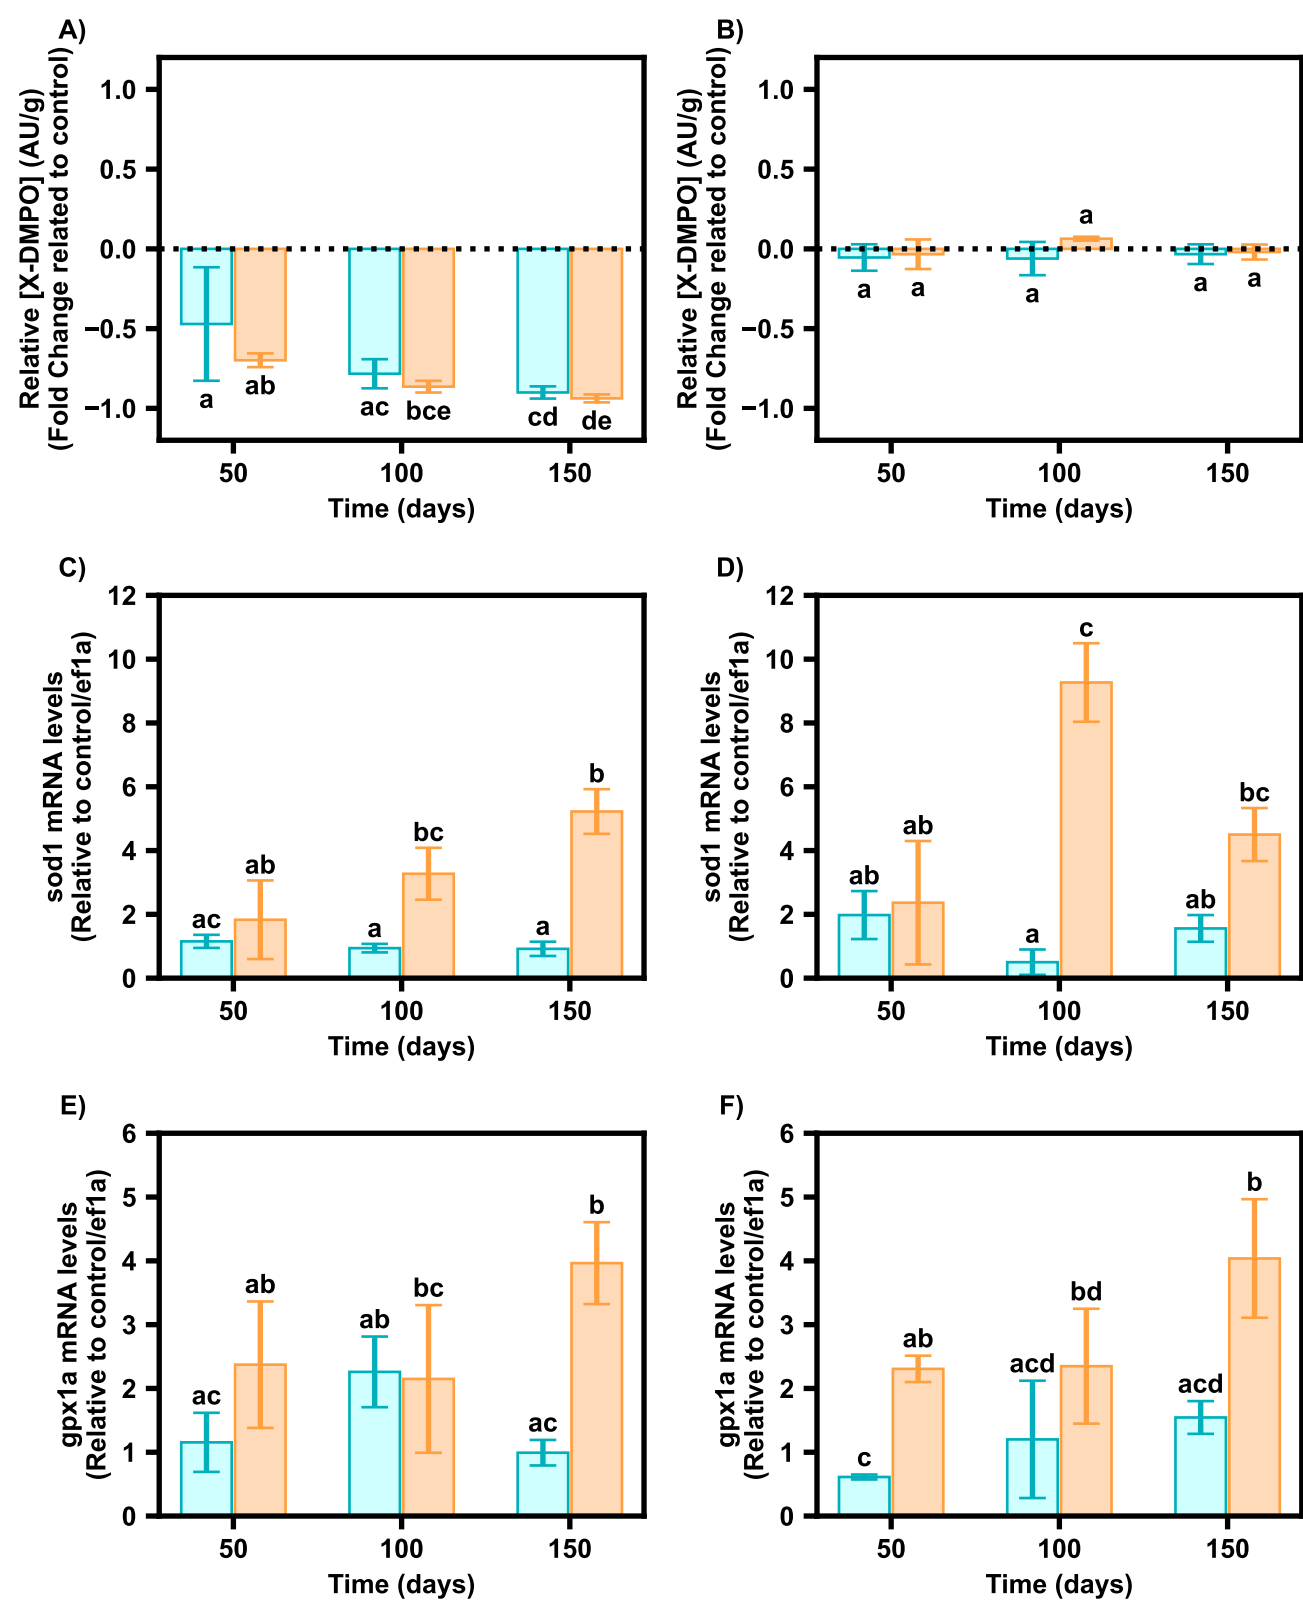 A)
Relative [X-DMPO] (AU/g)
(Fold Change related to control)
1.0
0.5
0.0
−0.5
−1.0
a
ab
ac
bce
cd
de
50
100
150
Time (days)
B)
Relative [X-DMPO] (AU/g)
(Fold Change related to control)
1.0
0.5
0.0
−0.5
−1.0
a
a
a
a
a
a
50
100
150
Time (days)
C)
sod1 mRNA levels
(Relative to control/ef1a)
12
10
8
6
4
2
0
ac
ab
a
bc
a
b
50
100
150
Time (days)
D)
sod1 mRNA levels
(Relative to control/ef1a)
12
10
8
6
4
2
0
ab
ab
a
c
ab
bc
50
100
150
Time (days)
E)
gpx1a mRNA levels
(Relative to control/ef1a)
6
5
4
3
2
1
0
ac
ab
ab
bc
ac
b
50
100
150
Time (days)
F)
gpx1a mRNA levels
(Relative to control/ef1a)
6
5
4
3
2
1
0
c
ab
acd
bd
acd
b
50
100
150
Time (days)